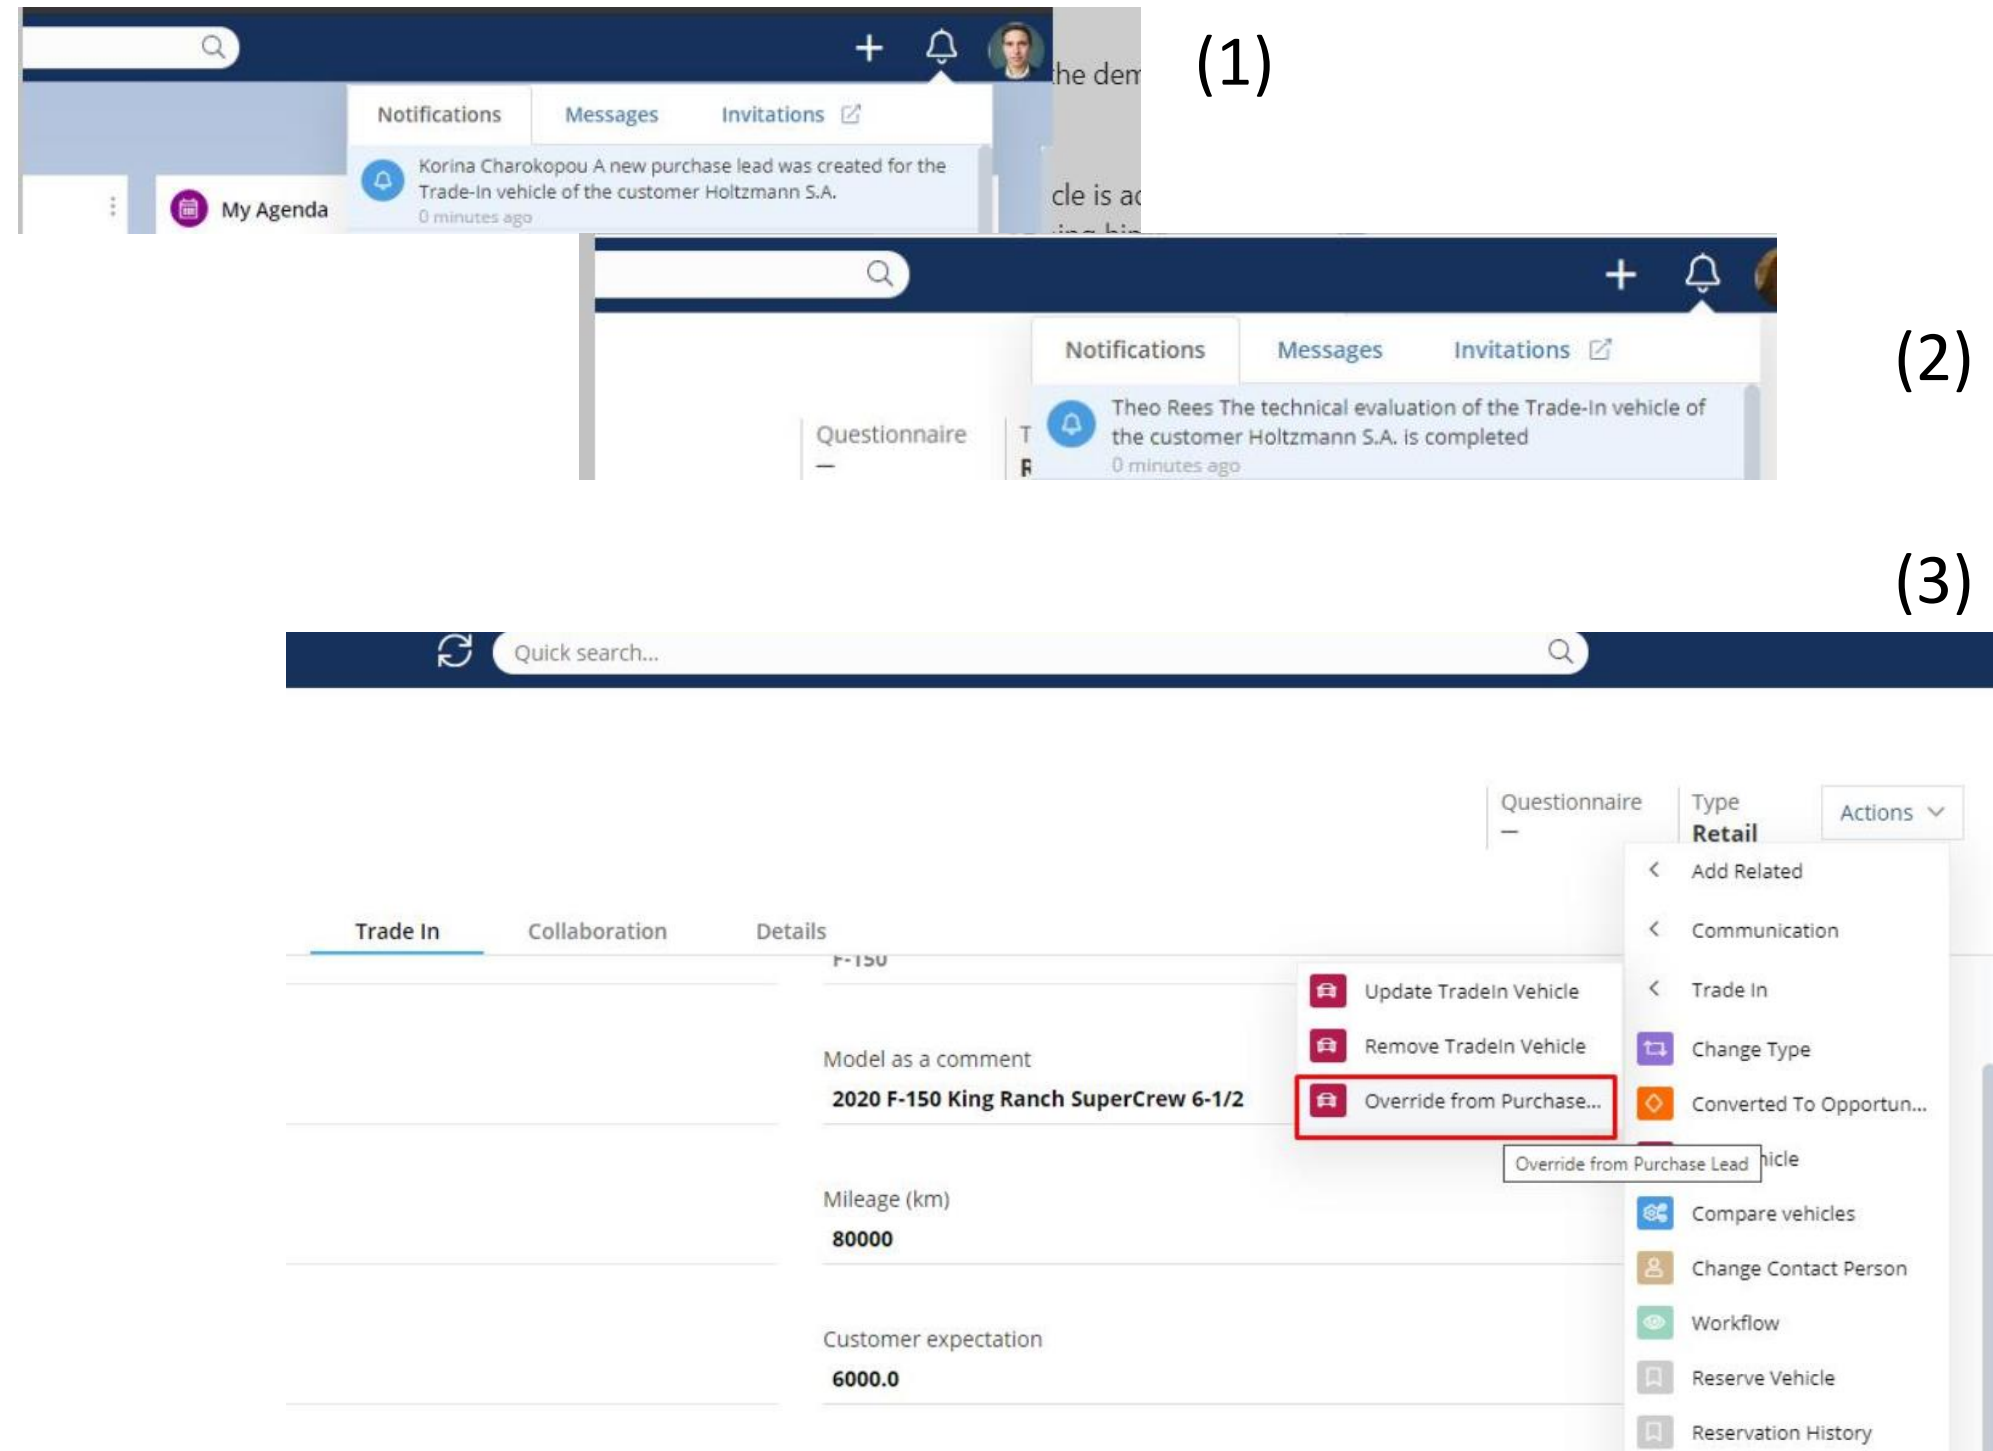 (1)
the dem
Notifications
Messages
Invitations
Korina Charokopou A new purchase lead was created for the
Trade-In vehicle of the customer Holtzmann S.A.
0 minutes ago
My Agenda
cle is ac
(2)
Notifications
Messages
Invitations
Theo Rees The technical evaluation of the Trade-In vehicle of
the customer Holtzmann S.A. is completed
0 minutes ago
Questionnaire
—
T
R
(3)
Quick search...
Questionnaire
—
Type
Retail
Actions
Add Related
Communication
Trade In
Change Type
Converted To Opportun...
hicle
Compare vehicles
Change Contact Person
Workflow
Reserve Vehicle
Reservation History
Update TradeIn Vehicle
Remove TradeIn Vehicle
Override from Purchase...
Override from Purchase Lead
Trade In
Collaboration
Details
F-150
Model as a comment
2020 F-150 King Ranch SuperCrew 6-1/2
Mileage (km)
80000
Customer expectation
6000.0